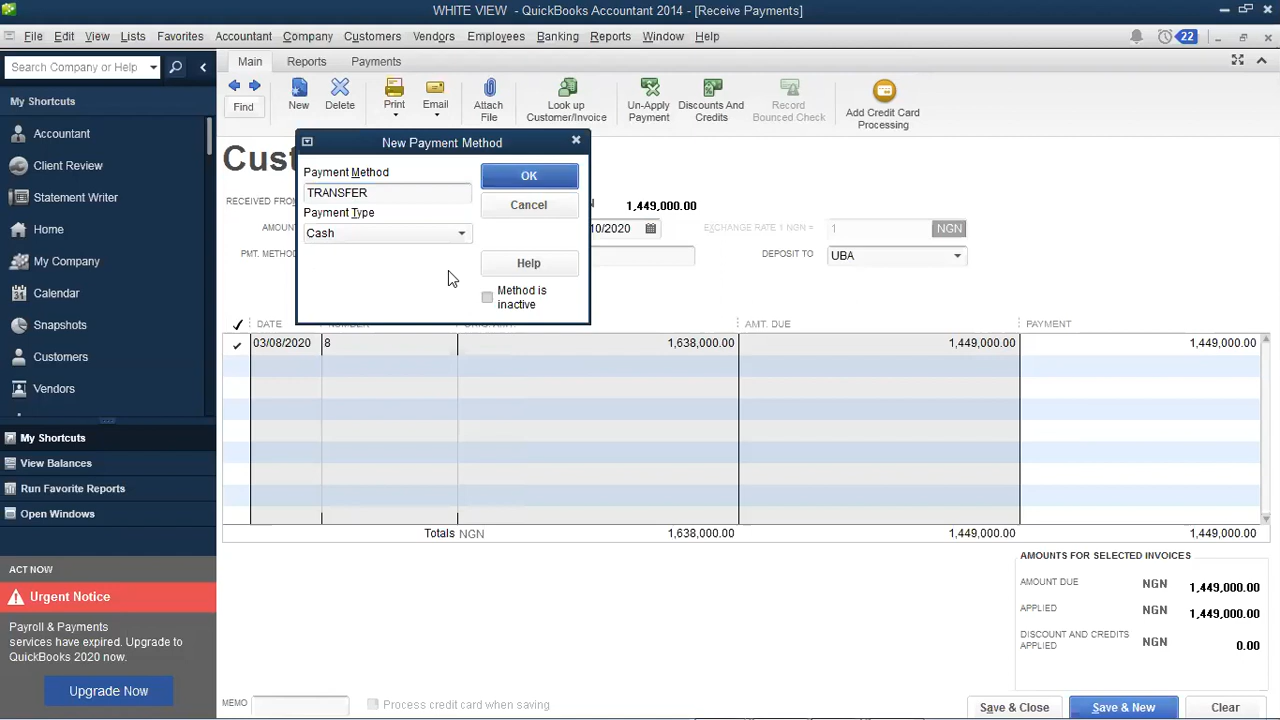 WHITE VIEW - QuickBooks Accountant 2014 - [Receive Payments]
File Edit View Lists Favorites Accountant Company Customers Vendors Employees Banking Reports Window Help 22
Search Company or Help
Main Reports Payments
Find
New
Delete
Print
Email
Attach
File
Look up
Customer/Invoice
Un-Apply
Payment
Discounts And
Credits
Record
Bounced Check
Add Credit Card
Processing
My Shortcuts
Accountant
Client Review
Statement Writer
Home
My Company
Calendar
Snapshots
Customers
Vendors
My Shortcuts
View Balances
Run Favorite Reports
Open Windows
ACT NOW
Urgent Notice
Payroll & Payments
services have expired. Upgrade to
QuickBooks 2020 now.
Upgrade Now
New Payment Method
Payment Method
TRANSFER
Payment Type
Cash
OK
Cancel
Help
Method is
inactive
Cust
RECEIVED FROM
1,449,000.00
AMOUN
10/2020
EXCHANGE RATE 1 NGN =
1
NGN
PMT. METHOD
DEPOSIT TO
UBA
DATE AMT. DUE PAYMENT
03/08/2020 8 1,638,000.00 1,449,000.00 1,449,000.00
Totals NGN 1,638,000.00 1,449,000.00 1,449,000.00
AMOUNTS FOR SELECTED INVOICES
AMOUNT DUE NGN 1,449,000.00
APPLIED NGN 1,449,000.00
DISCOUNT AND CREDITS
APPLIED NGN 0.00
MEMO
Process credit card when saving
Save & Close
Save & New
Clear